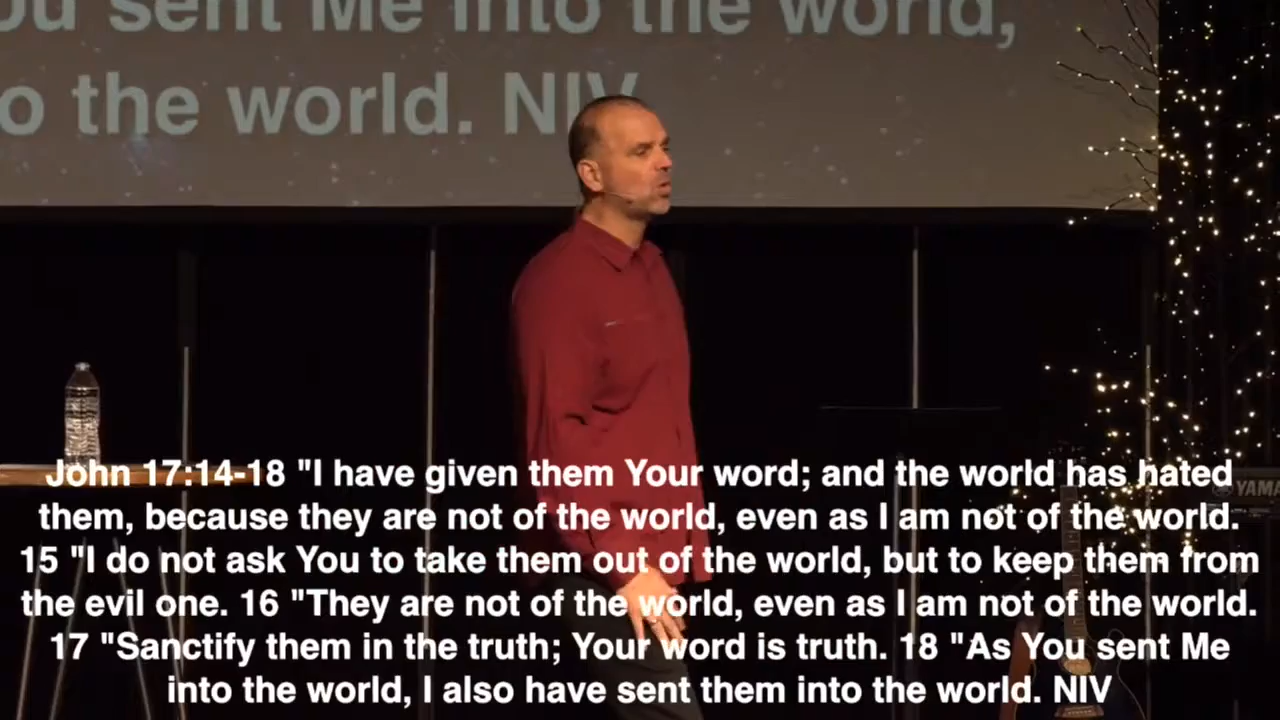 ou sent Me into the world,
o the world. NIV
John 17:14-18 "I have given them Your word; and the world has hated
them, because they are not of the world, even as I am not of the world.
15 "I do not ask You to take them out of the world, but to keep them from
the evil one. 16 "They are not of the world, even as I am not of the world.
17 "Sanctify them in the truth; Your word is truth. 18 "As You sent Me
into the world, I also have sent them into the world. NIV
YAMA